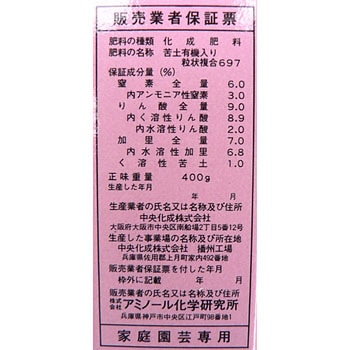 販売業者保証票
肥料の種類 化成肥料
肥料の名称 苦土有機入り
粒状複合697
保証成分量(%)
窒素全量 6.0
内アンモニア性窒素 3.0
りん酸全量 9.0
内く溶性りん酸 8.9
内水溶性りん酸 2.0
加里全量 7.0
内水溶性加里 6.8
く溶性苦土 1.0
正味重量 400g
生産した年月
年 月
生産業者の氏名又は名称及び住所
中央化成株式会社
大阪府大阪市中央区南船場2丁目5番12号
生産した事業場の名称及び所在地
中央化成株式会社 播州工場
兵庫県佐用郡上月町家内492番地
販売業者保証票を付した年月
枠外に記載 年 月
販売業者の氏名又は名称及び住所
株式会社アミノール化学研究所
兵庫県神戸市中央区江戸町98番地1
家庭園芸専用